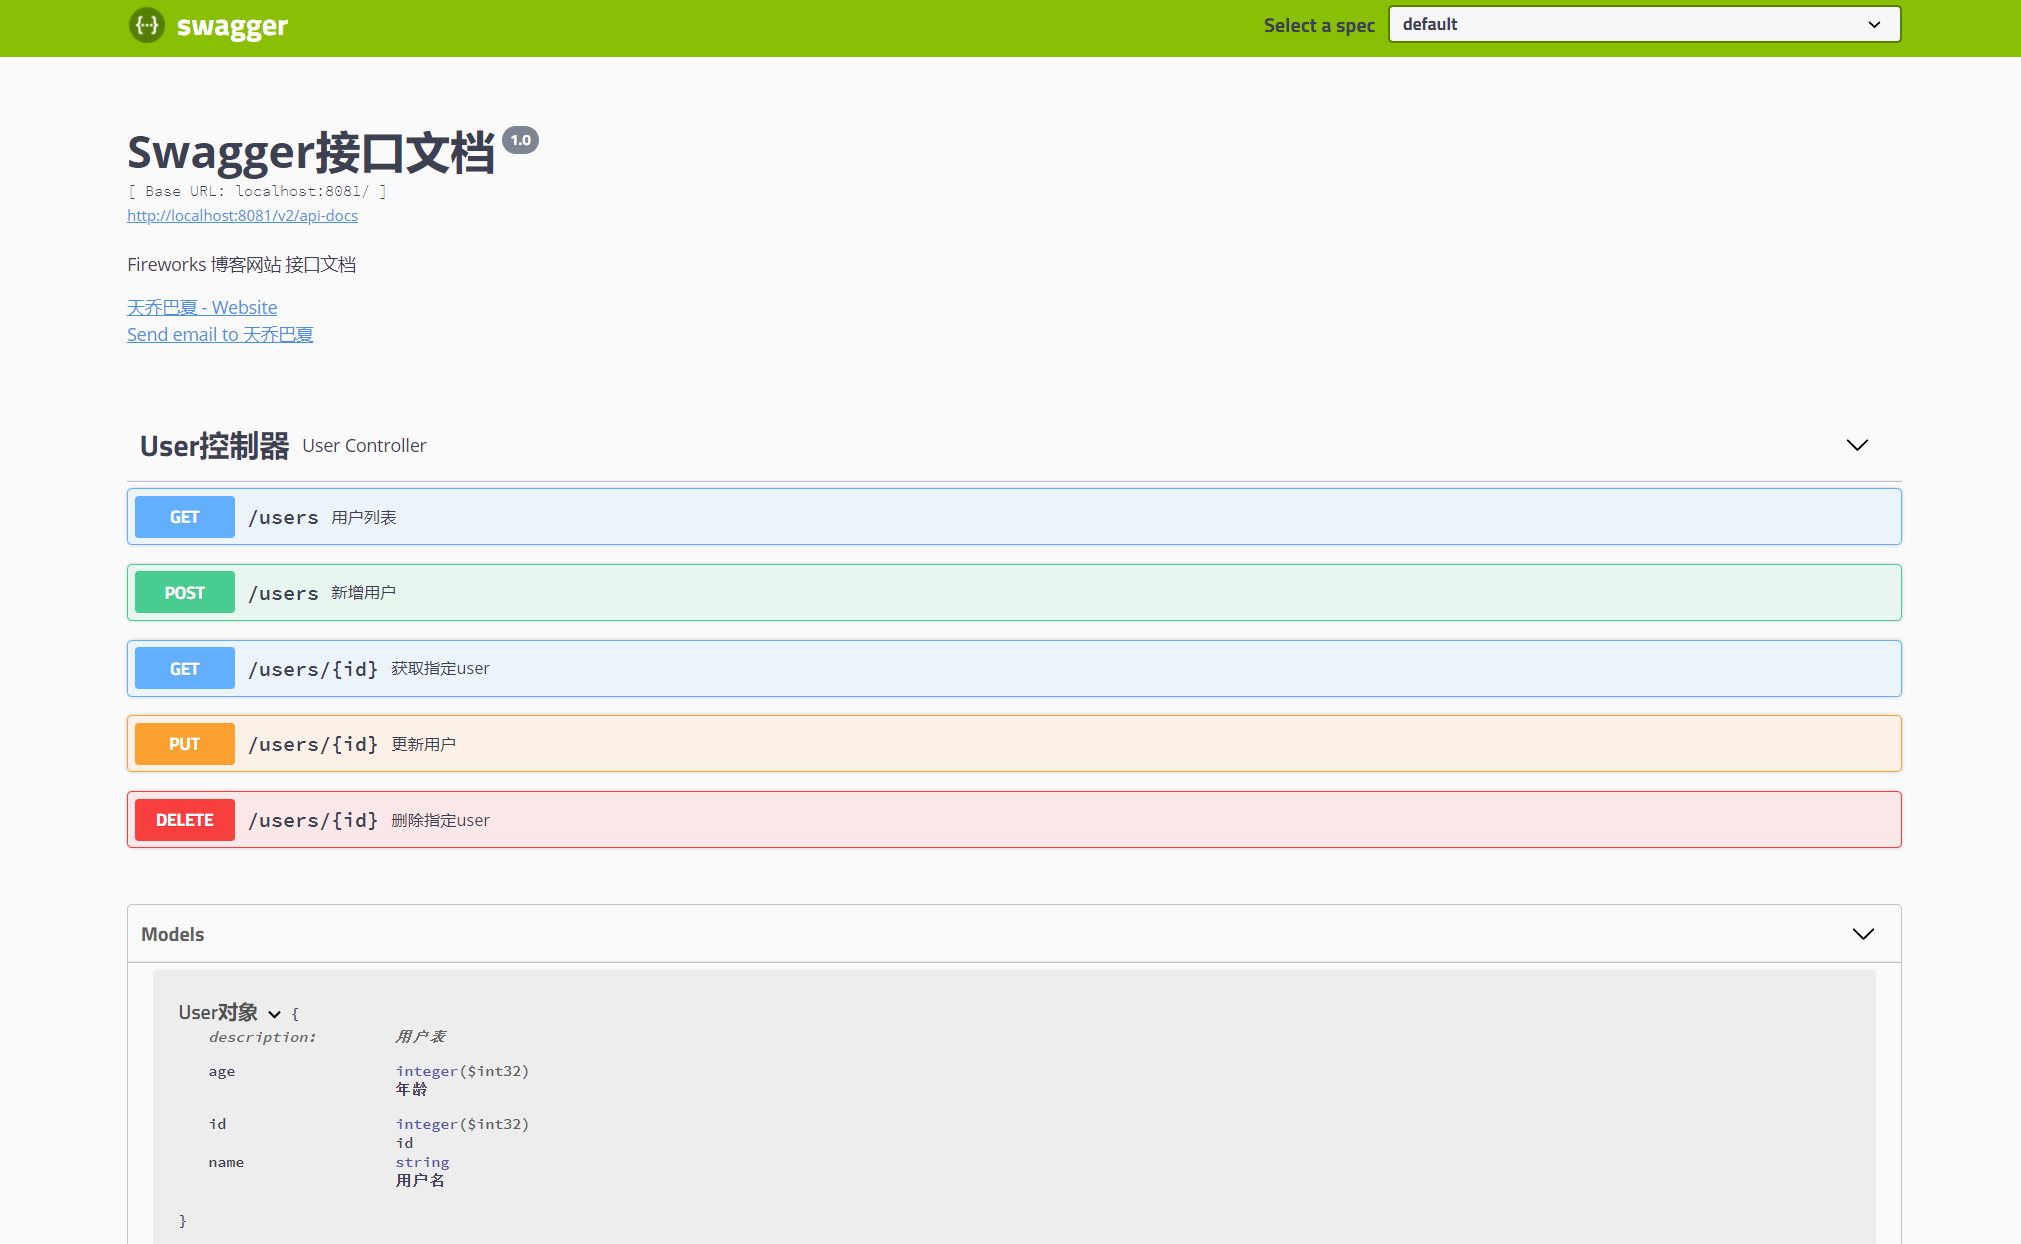 {···} swagger
Select a spec default
Swagger接口文档 1.0
[ Base URL: localhost:8081/ ]
http://localhost:8081/v2/api-docs
Fireworks 博客网站 接口文档
天乔巴夏 - Website
Send email to 天乔巴夏
User控制器 User Controller
GET /users 用户列表
POST /users 新增用户
GET /users/{id} 获取指定user
PUT /users/{id} 更新用户
DELETE /users/{id} 删除指定user
Models
User对象 {
description: 用户表
age integer($int32)
年龄
id integer($int32)
id
name string
用户名
}